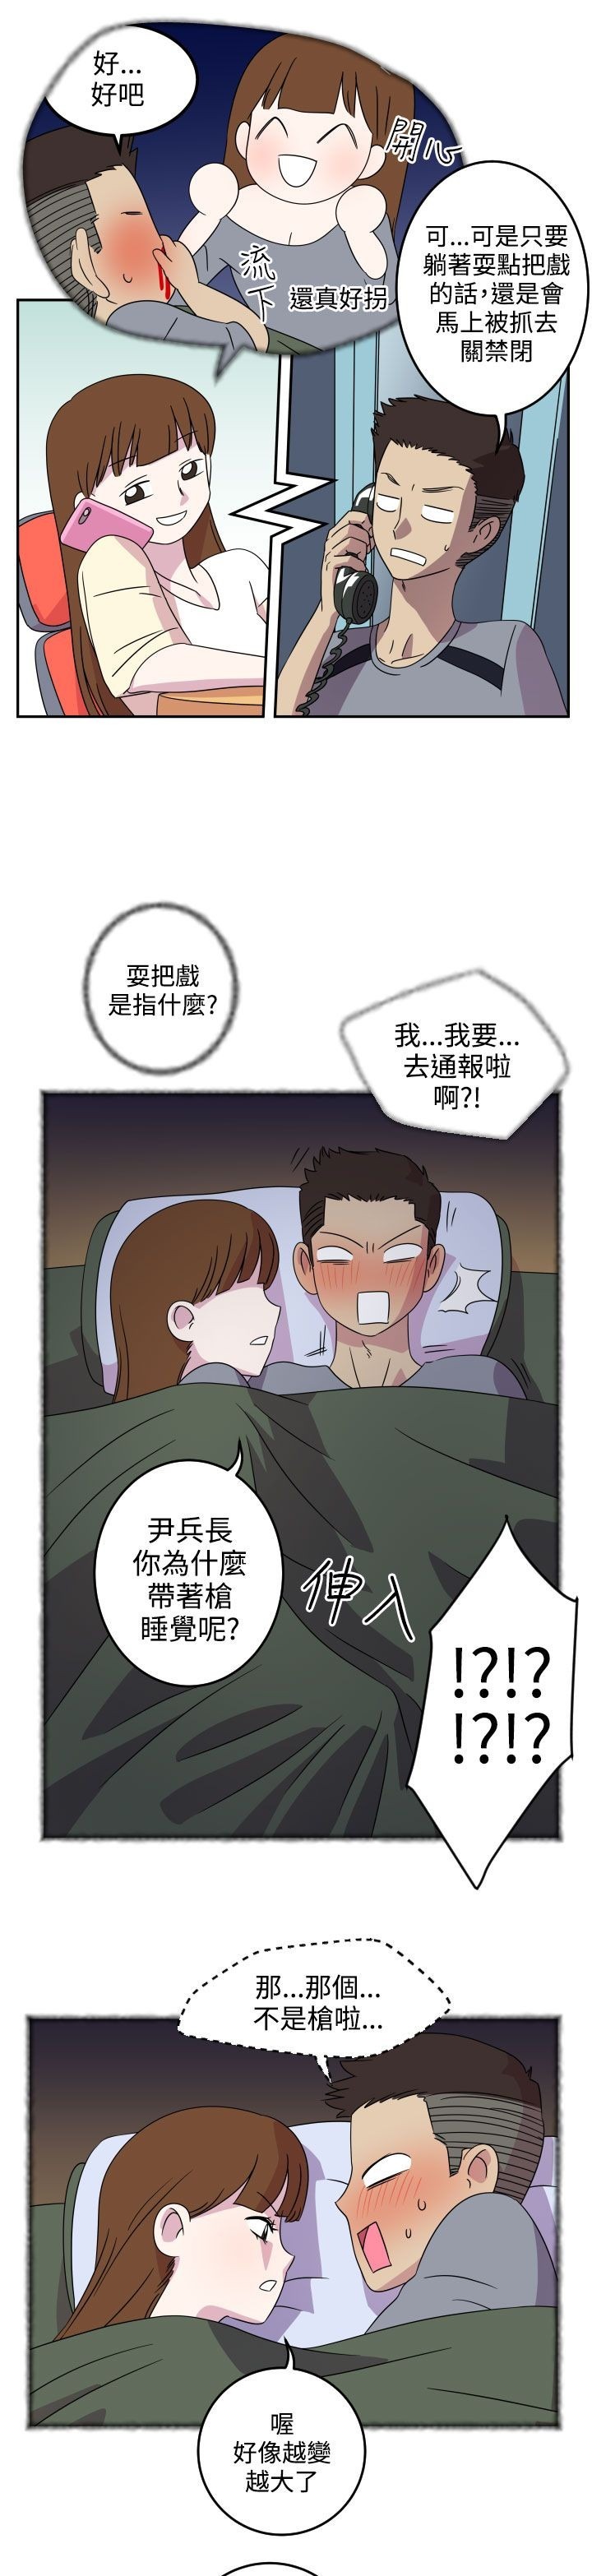 好...
好吧
開心
流下
還真好拐
可...可是只要
躺著耍點把戲
的話,還是會
馬上被抓去
關禁閉
耍把戲
是指什麼?
我...我要...
去通報啦
啊?!
尹兵長
你為什麼
帶著槍
睡覺呢?
伸入
!?!?
!?!?
那...那個...
不是槍啦...
喔
好像越變
越大了